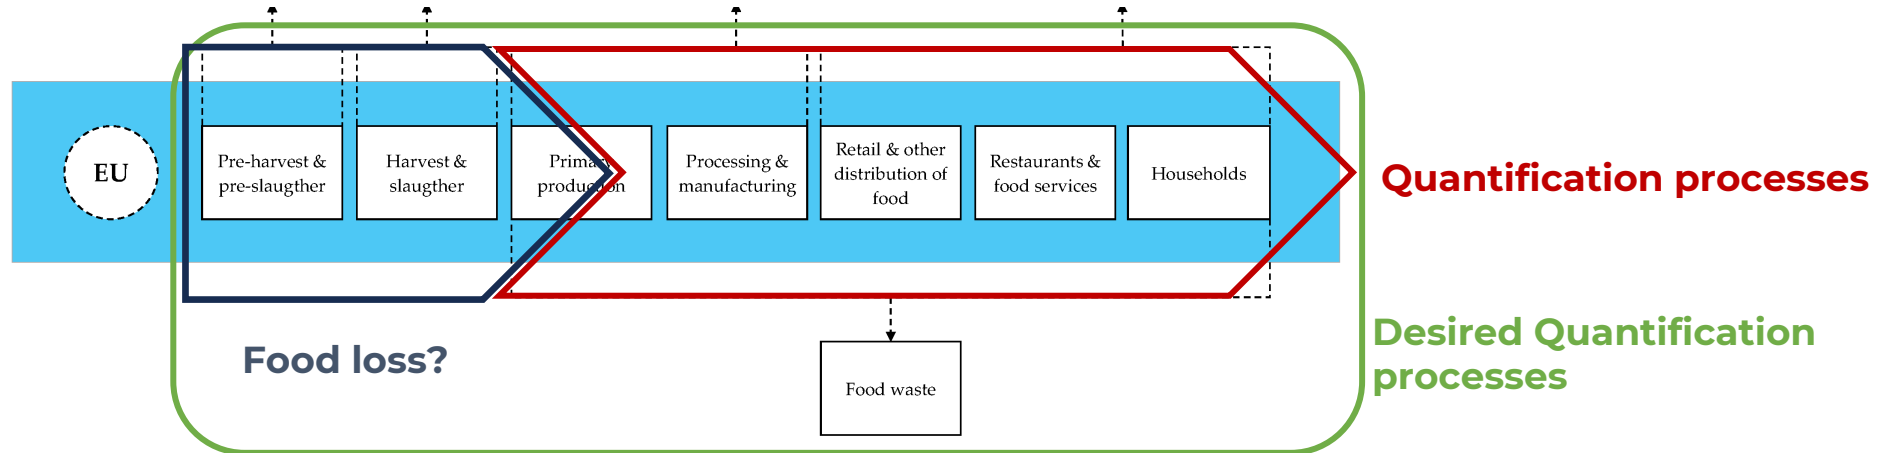 EU
Pre-harvest &
pre-slaugther
Harvest &
slaugther
Primary
production
Processing &
manufacturing
Retail & other
distribution of
food
Restaurants &
food services
Households
Quantification processes
Food loss?
Food waste
Desired Quantification
processes